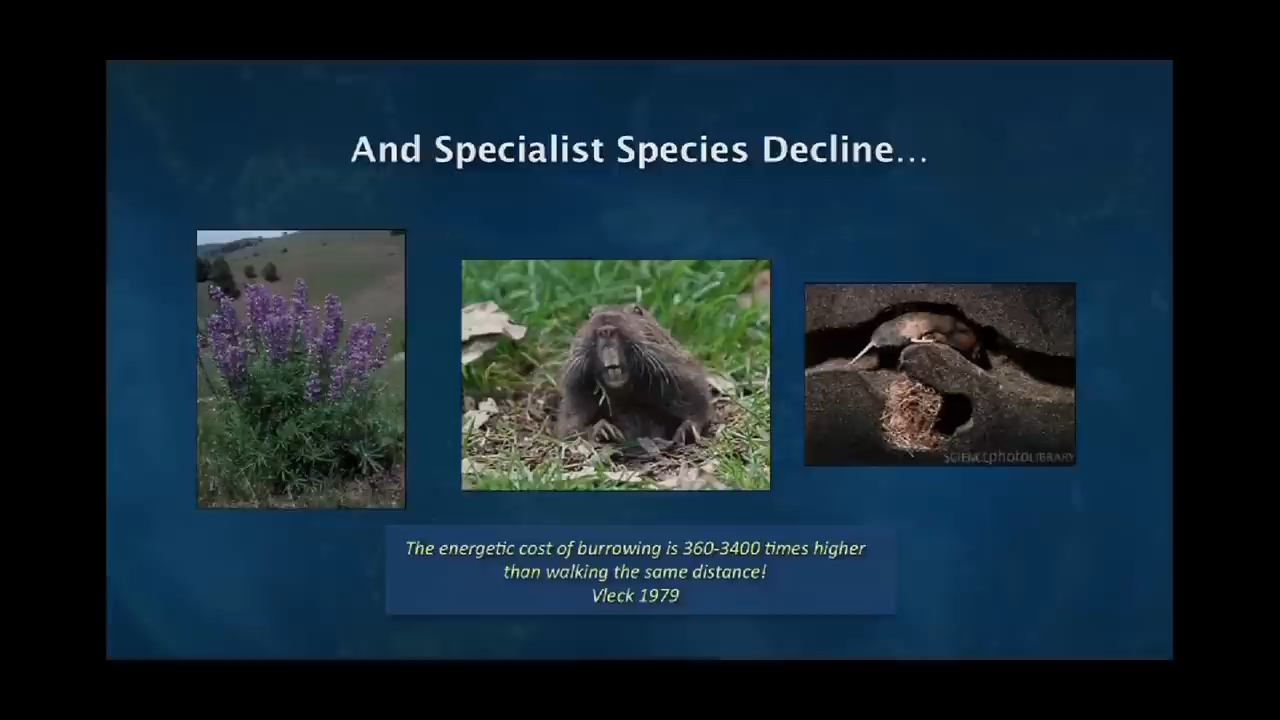 And Specialist Species Decline...
SCIENCEphotoLIBRARY
The energetic cost of burrowing is 360-3400 times higher
than walking the same distance!
Vleck 1979